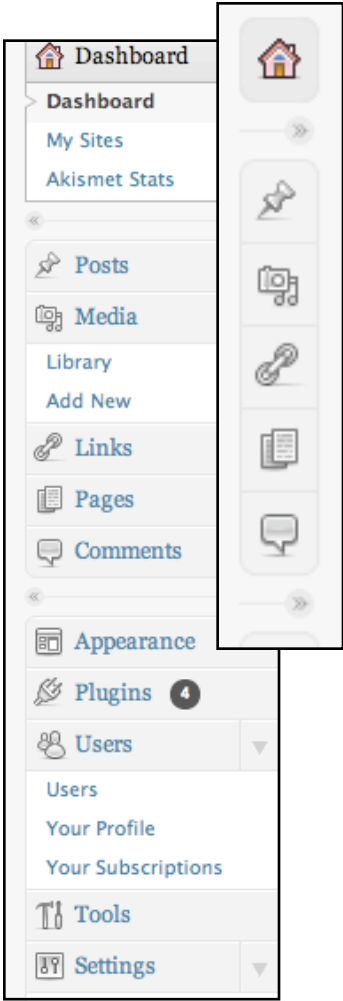 Dashboard
Dashboard
My Sites
Akismet Stats
Posts
Media
Library
Add New
Links
Pages
Comments
Appearance
Plugins 4
Users
Users
Your Profile
Your Subscriptions
Tools
Settings